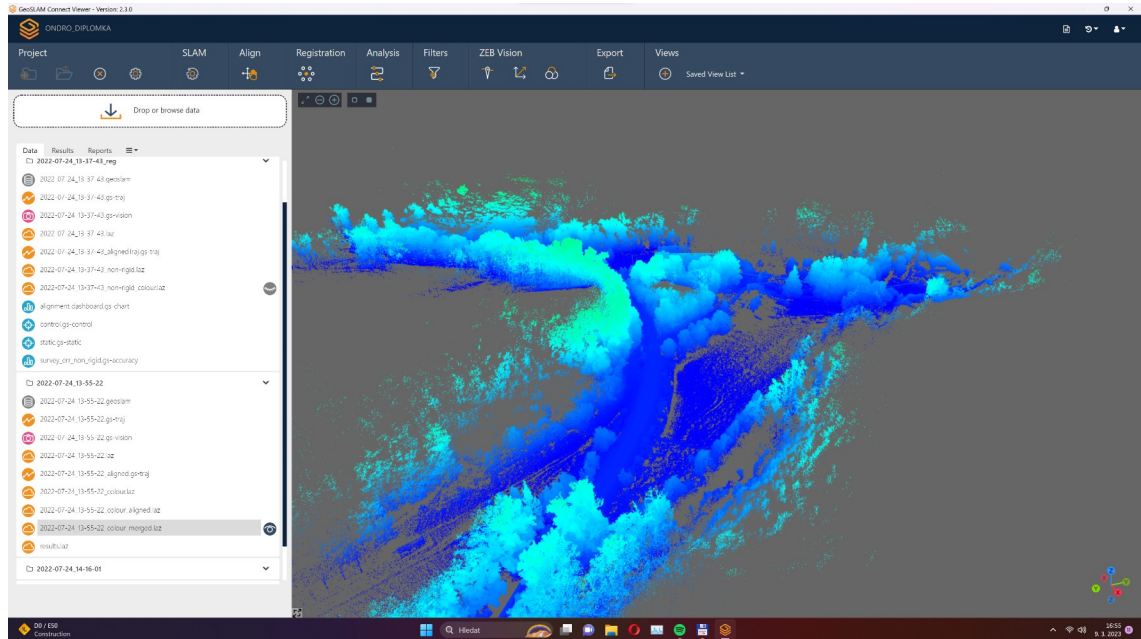 GeoSLAM Connect Viewer - Version: 2.3.0
ONDRO_DIPLOMKA
Project SLAM Align Registration Analysis Filters ZEB Vision Export Views
Saved View List
Drop or browse data
Data Results Reports
2022-07-24_13-37-43_reg
2022-07-24_13-37-43.geoslam
2022-07-24_13-37-43.gs-traj
2022-07-24_13-37-43.gs-vision
2022-07-24_13-37-43.laz
2022-07-24_13-37-43_alignedtraj.gs-traj
2022-07-24_13-37-43_non-rigid.laz
2022-07-24_13-37-43_non-rigid_colour.laz
alignment dashboard.gs-chart
control.gs-control
static.gs-static
survey_err_non_rigid.gs-accuracy
2022-07-24_13-55-22
2022-07-24_13-55-22.geoslam
2022-07-24_13-55-22.gs-traj
2022-07-24_13-55-22.gs-vision
2022-07-24_13-55-22.laz
2022-07-24_13-55-22_aligned.gs-traj
2022-07-24_13-55-22_colour.laz
2022-07-24_13-55-22_colour_aligned.laz
2022-07-24_13-55-22_colour_merged.laz
results.laz
2022-07-24_14-16-01
Z
X
Y
Y
X
Z
D0 / E50
Construction
Hledat
16:55
9. 3. 2023